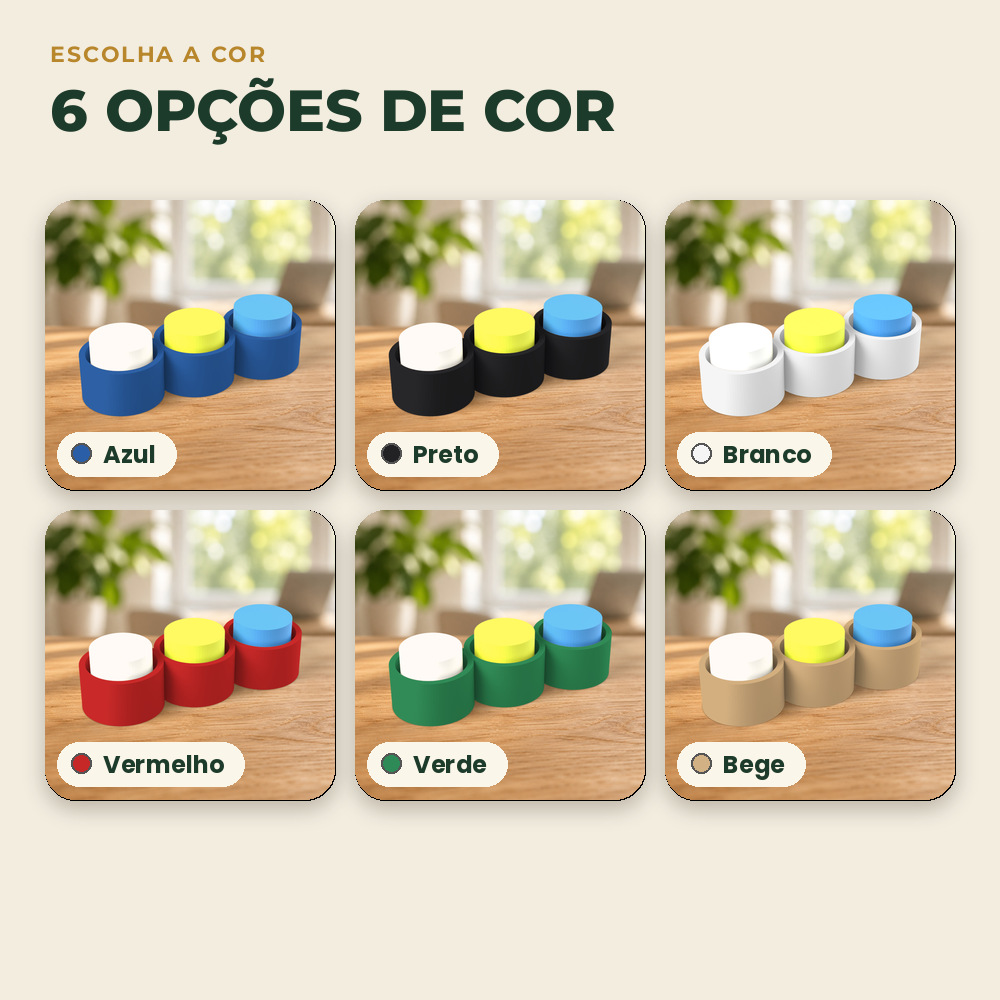 ESCOLHA A COR
6 OPÇÕES DE COR
Azul
Preto
Branco
Vermelho
Verde
Bege